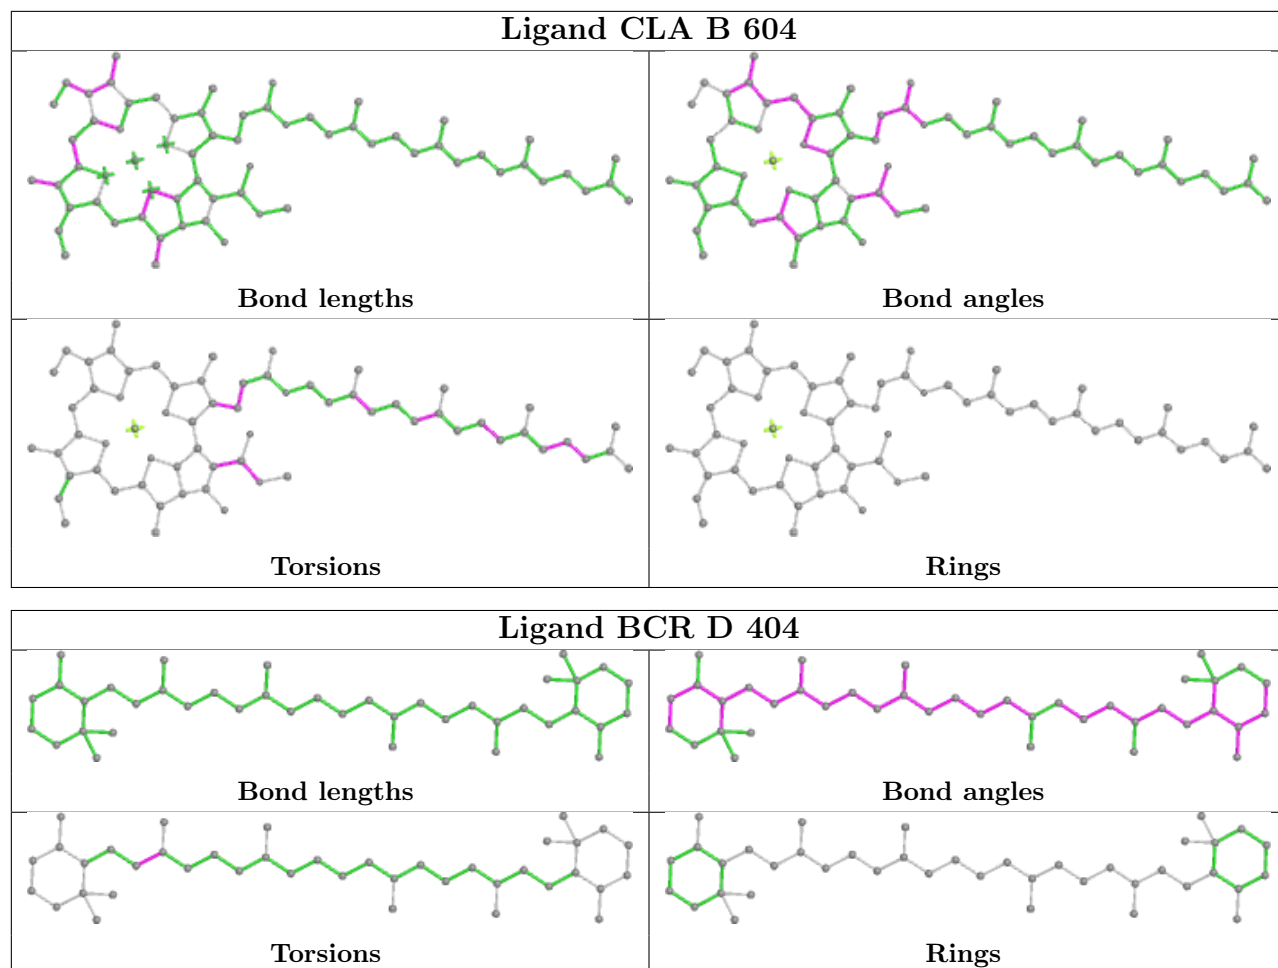 Ligand CLA B 604
Bond lengths
Bond angles
Torsions
Rings
Ligand BCR D 404
Bond lengths
Bond angles
Torsions
Rings